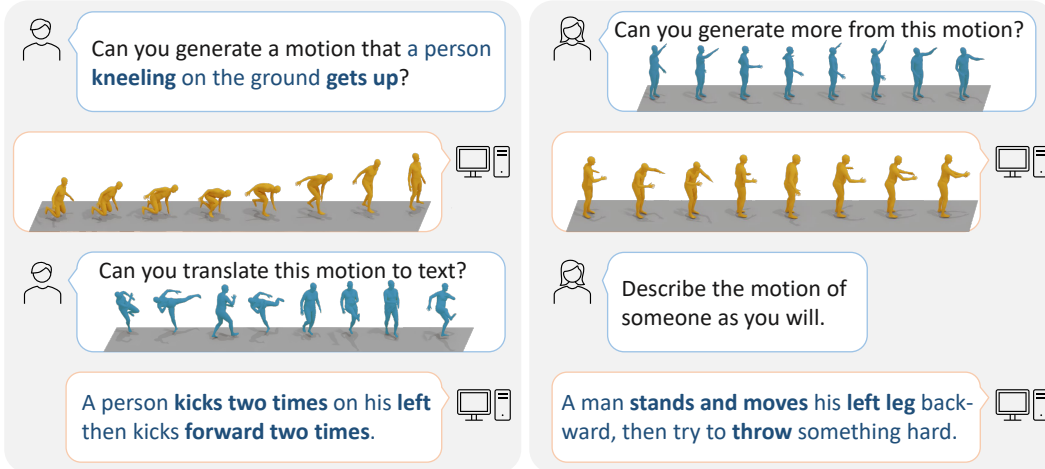 Can you generate a motion that a person
kneeling on the ground gets up?
Can you translate this motion to text?
A person kicks two times on his left
then kicks forward two times.
Can you generate more from this motion?
Describe the motion of
someone as you will.
A man stands and moves his left leg back-
ward, then try to throw something hard.